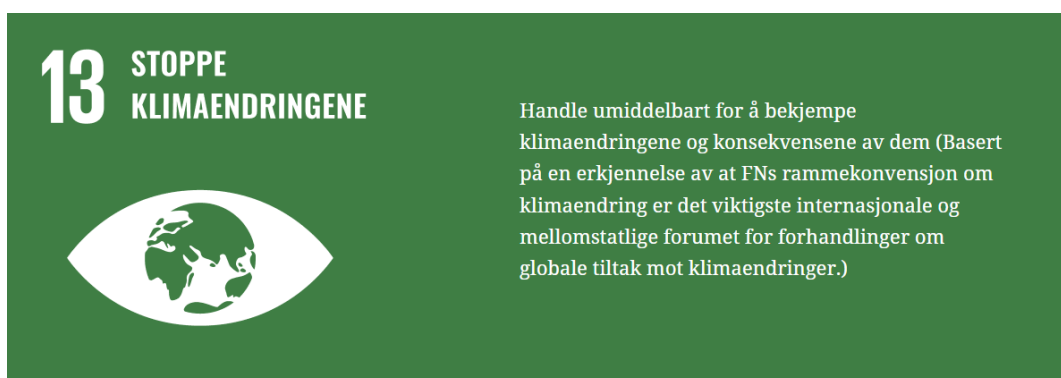 13 STOPPE
KLIMAENDRINGENE
Handle umiddelbart for å bekjempe
klimaendringene og konsekvensene av dem (Basert
på en erkjennelse av at FNs rammekonvensjon om
klimaendring er det viktigste internasjonale og
mellomstatlige forumet for forhandlinger om
globale tiltak mot klimaendringer.)